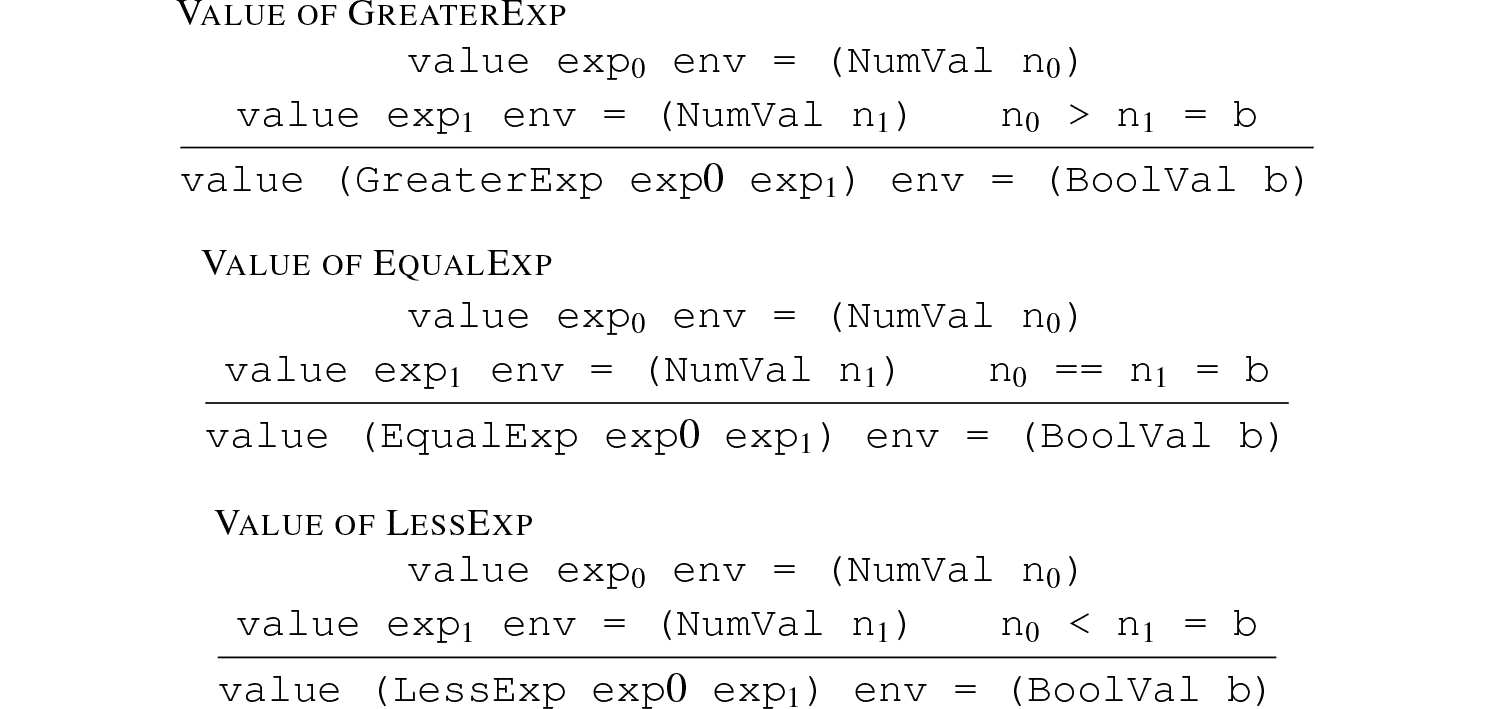 VALUE OF GREATEREXP
value exp₀ env = (NumVal n₀)
value exp₁ env = (NumVal n₁) n₀ > n₁ = b
value (GreaterExp exp0 exp₁) env = (BoolVal b)
VALUE OF EQUALEXP
value exp₀ env = (NumVal n₀)
value exp₁ env = (NumVal n₁) n₀ == n₁ = b
value (EqualExp exp0 exp₁) env = (BoolVal b)
VALUE OF LESSEXP
value exp₀ env = (NumVal n₀)
value exp₁ env = (NumVal n₁) n₀ < n₁ = b
value (LessExp exp0 exp₁) env = (BoolVal b)